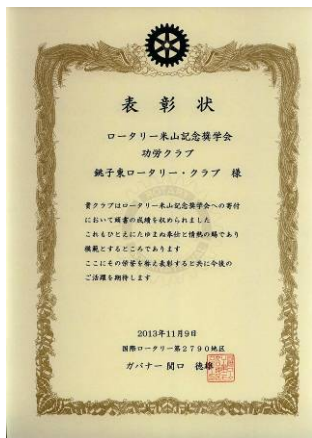 表彰状
ロータリー米山記念奨学会
功労クラブ
銚子東ロータリー・クラブ 様
貴クラブはロータリー米山記念奨学会への寄付
において顕著の成績を収められました
これもひとえにたゆまぬ奉仕と情熱の賜であり
模範とするところであります
ここにその労苦を称え表彰すると共に今後の
ご活躍を期待します
2013年11月9日
国際ロータリー第2790地区
ガバナー 関口 徳雄